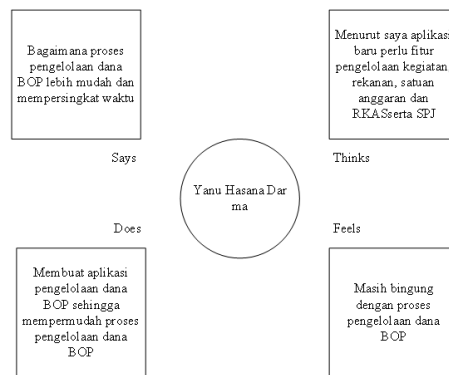 Bagaimana proses
pengelolaan dana
BOP lebih mudah dan
mempersingkat waktu
Menurut saya aplikasi
baru perlu fitur
pengelolaan kegiatan,
rekanan, satuan
anggaran dan
RKASserta SPJ
Says
Thinks
Yanu Hasana Dar
ma
Does
Feels
Membuat aplikasi
pengelolaan dana
BOP sehingga
mempermudah proses
pengelolaan dana
BOP
Masih bingung
dengan proses
pengelolaan dana
BOP